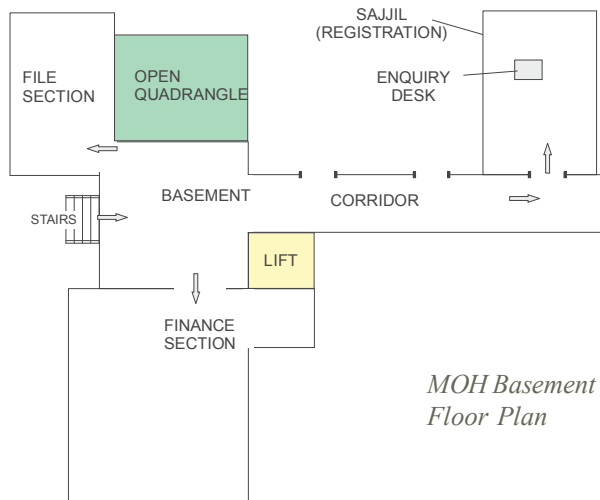 SAJJIL
(REGISTRATION)
FILE
SECTION
OPEN
QUADRANGLE
ENQUIRY
DESK
BASEMENT
CORRIDOR
STAIRS
LIFT
FINANCE
SECTION
MOH Basement
Floor Plan